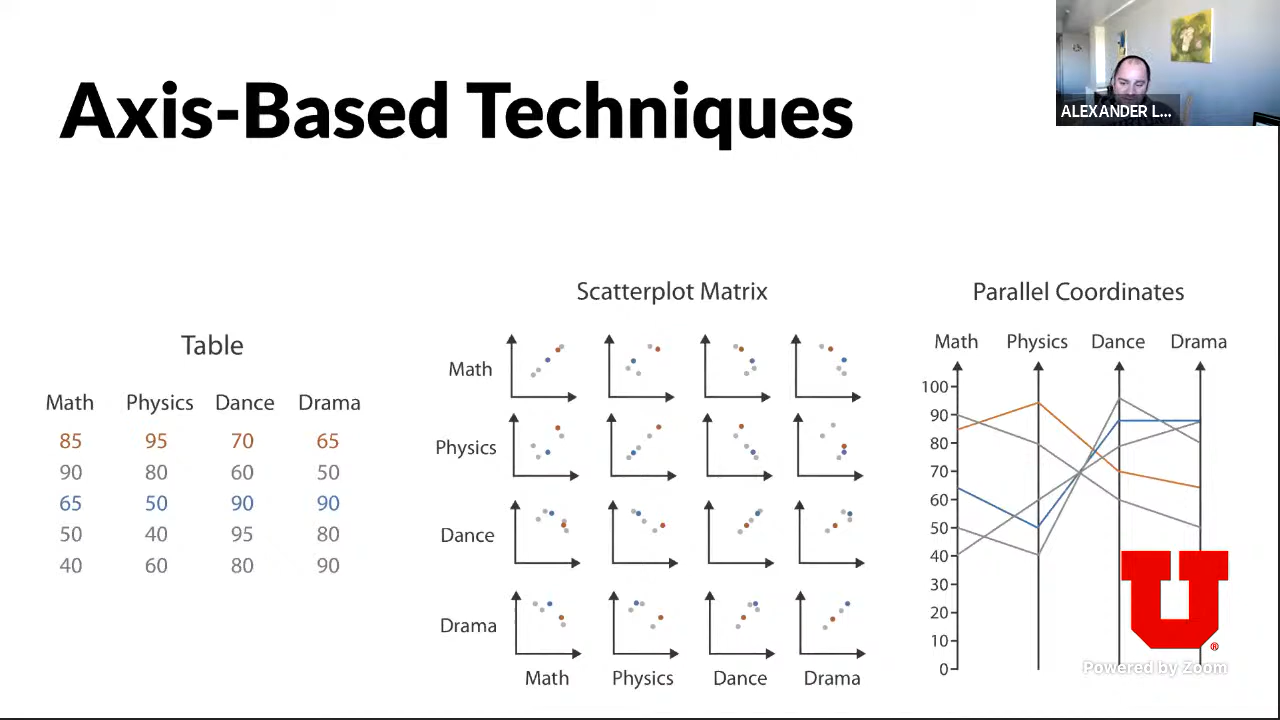 Axis-Based Techniques
ALEXANDER L...
Table
Math Physics Dance Drama
85 95 70 65
90 80 60 50
65 50 90 90
50 40 95 80
40 60 80 90
Scatterplot Matrix
Math
Physics
Dance
Drama
Math Physics Dance Drama
Parallel Coordinates
Math Physics Dance Drama
100
90
80
70
60
50
40
30
20
10
0
U
®
Powered by Zoom